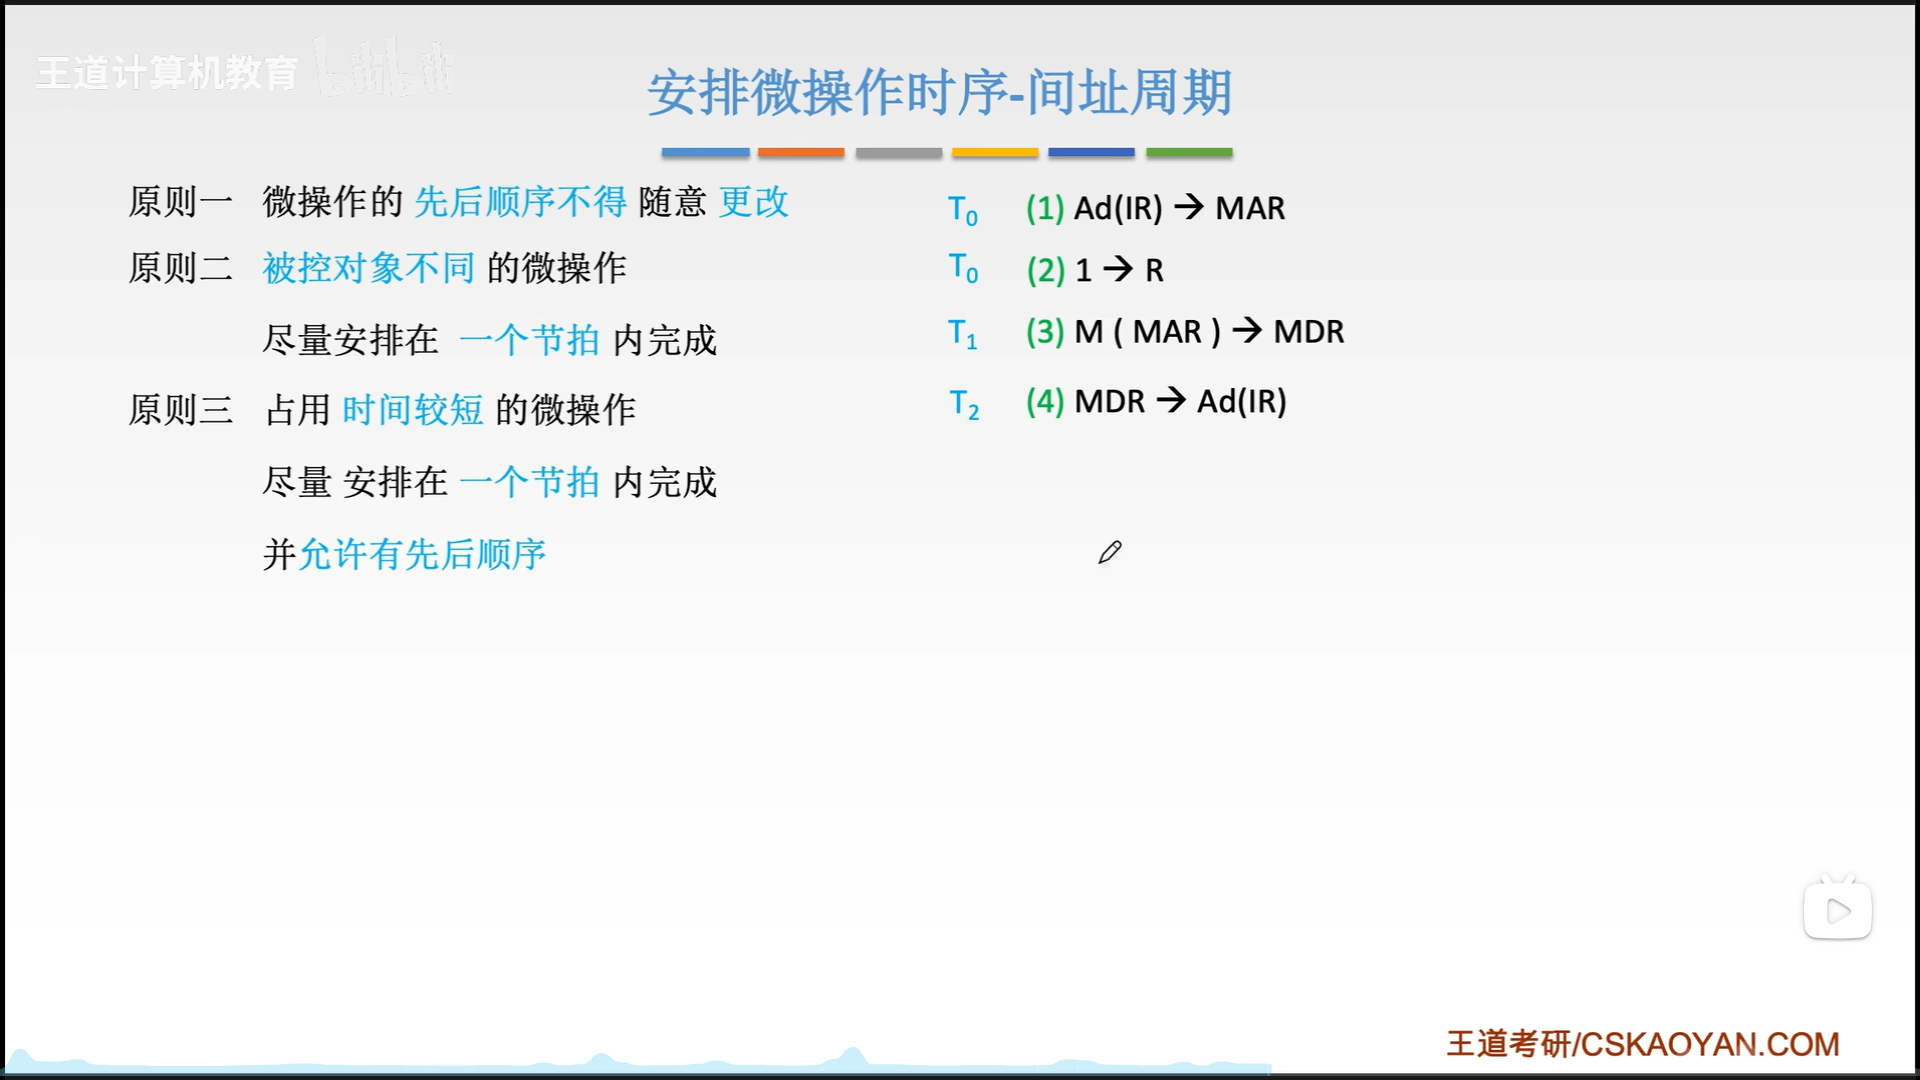 王道计算机教育 bilibili
安排微操作时序-间址周期
原则一 微操作的 先后顺序不得 随意 更改
原则二 被控对象不同 的微操作
尽量安排在 一个节拍 内完成
原则三 占用 时间较短 的微操作
尽量 安排在 一个节拍 内完成
并允许有先后顺序
T₀ (1) Ad(IR) → MAR
T₀ (2) 1 → R
T₁ (3) M ( MAR ) → MDR
T₂ (4) MDR → Ad(IR)
王道考研/CSKAOYAN.COM